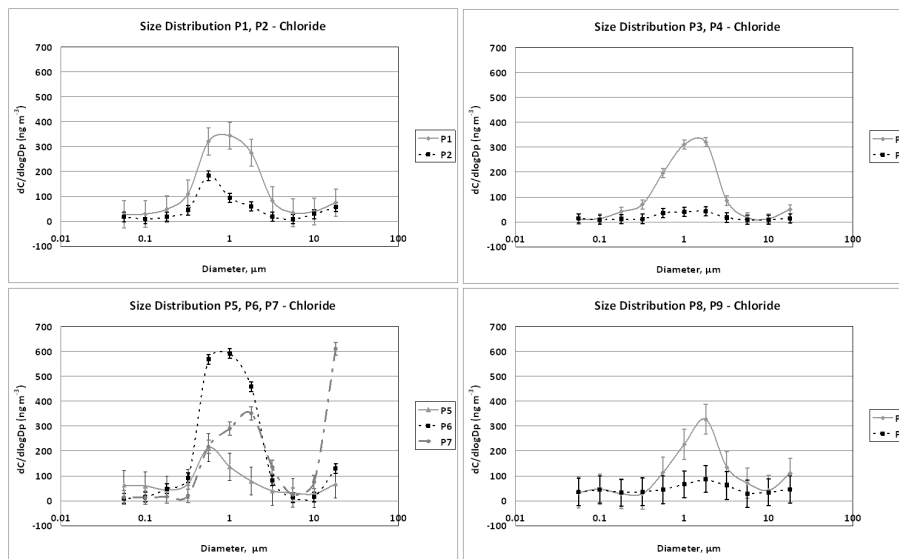 Size Distribution P1, P2 - Chloride
dC/dlogDp (ng m⁻³)
700
600
500
400
300
200
100
0
-100
0.01 0.1 1 10 100
Diameter, µm
P1
P2
Size Distribution P3, P4 - Chloride
dC/dlogDp (ng m⁻³)
700
600
500
400
300
200
100
0
-100
0.01 0.1 1 10 100
Diameter, µm
Size Distribution P5, P6, P7 - Chloride
dC/dlogDp (ng m⁻³)
700
600
500
400
300
200
100
0
-100
0.01 0.1 1 10 100
Diameter, µm
P5
P6
P7
Size Distribution P8, P9 - Chloride
dC/dlogDp (ng m⁻³)
700
600
500
400
300
200
100
0
-100
0.01 0.1 1 10 100
Diameter, µm